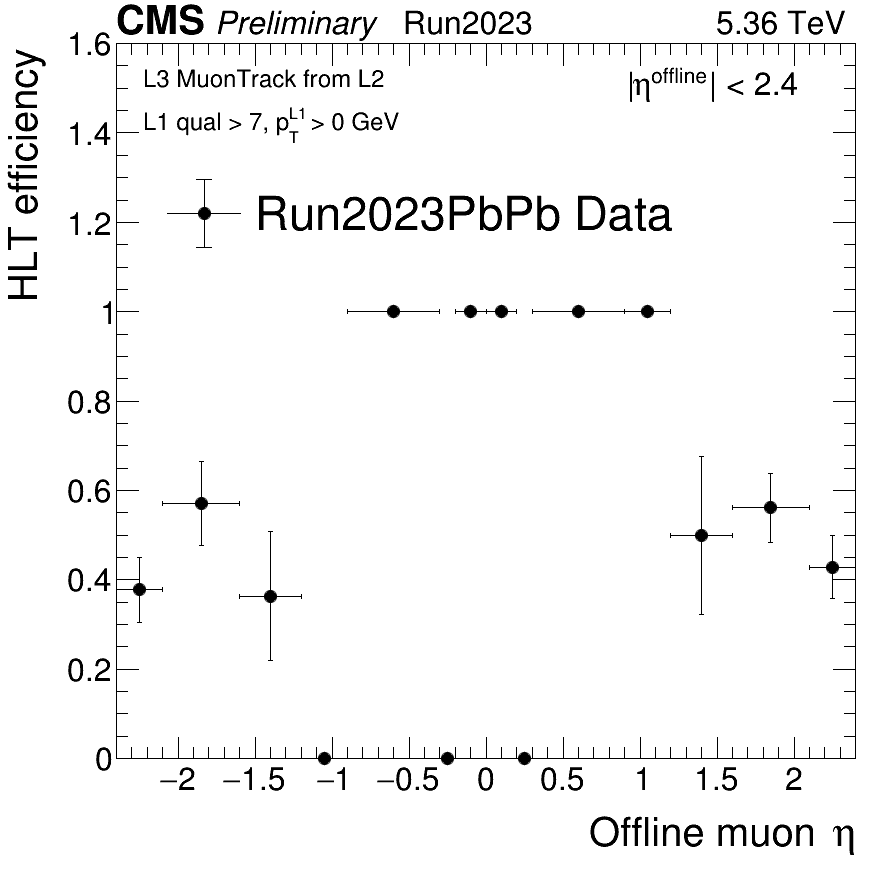 CMS Preliminary Run2023 5.36 TeV
L3 MuonTrack from L2
|η^offline| < 2.4
L1 qual > 7, p_T^L1 > 0 GeV
Run2023PbPb Data
HLT efficiency
1.6
1.4
1.2
1
0.8
0.6
0.4
0.2
0
−2 −1.5 −1 −0.5 0 0.5 1 1.5 2
Offline muon η